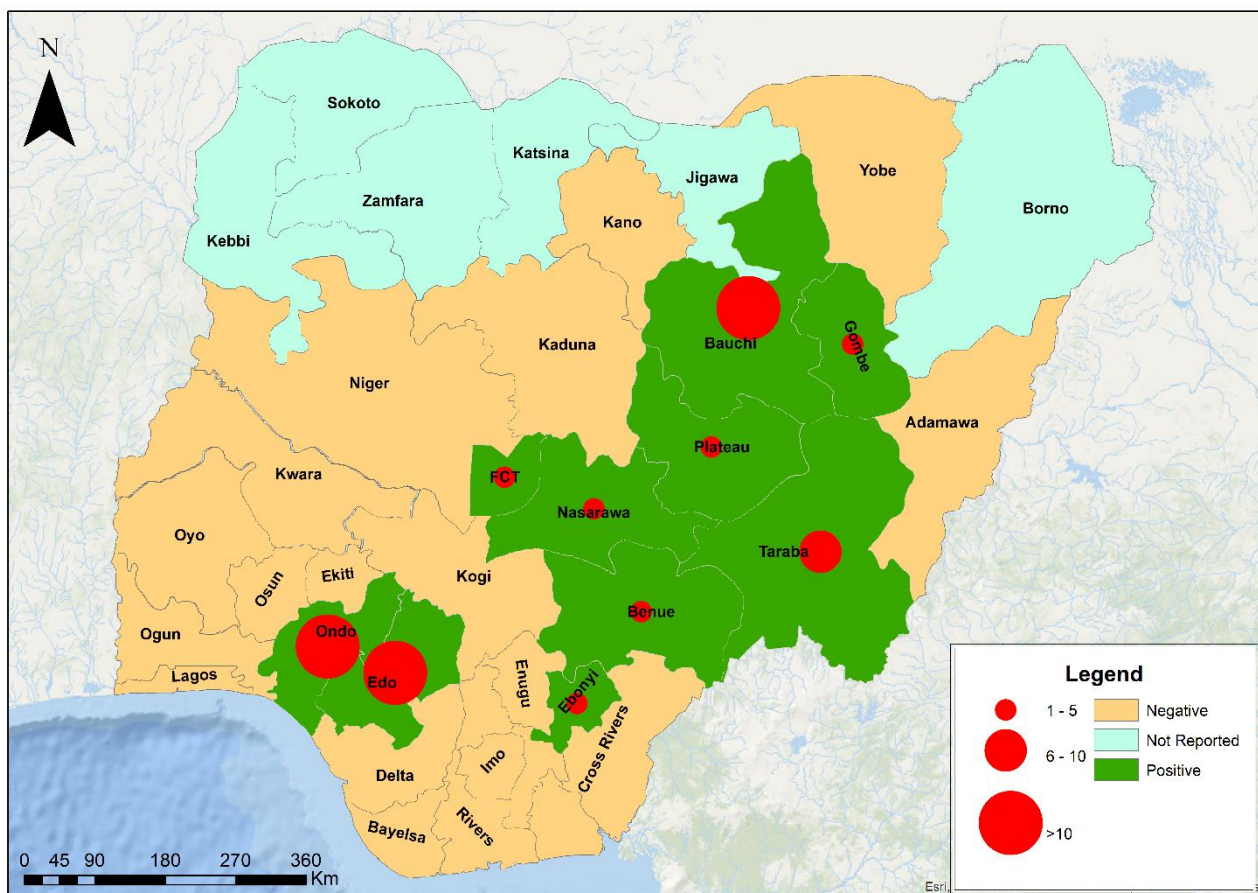 N
Sokoto
Katsina
Jigawa
Yobe
Zamfara
Kebbi
Kano
Borno
Kaduna
Bauchi
Gombe
Niger
Adamawa
Plateau
FCT
Kwara
Nasarawa
Oyo
Taraba
Osun
Ekiti
Kogi
Benue
Ogun
Ondo
Lagos
Edo
Enugu
Ebonyi
Cross Rivers
Imo
Delta
Rivers
Bayelsa
Legend
1 - 5
6 - 10
>10
Negative
Not Reported
Positive
0 45 90 180 270 360
Km
Esri,